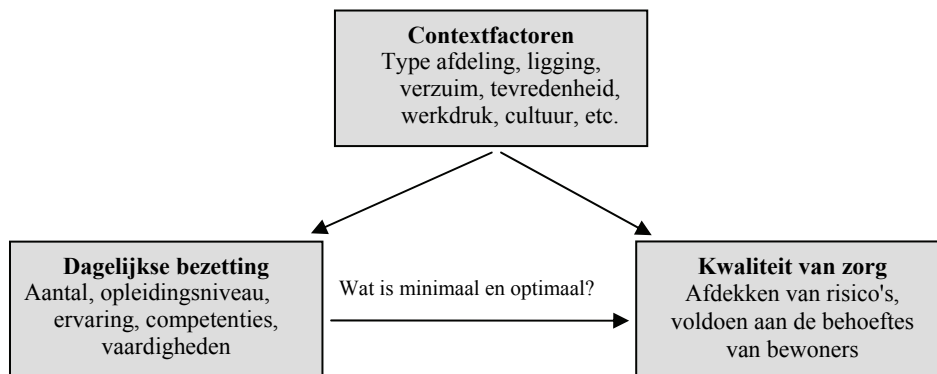 Contextfactoren
Type afdeling, ligging,
verzuim, tevredenheid,
werkdruk, cultuur, etc.
Dagelijkse bezetting
Aantal, opleidingsniveau,
ervaring, competenties,
vaardigheden
Wat is minimaal en optimaal?
Kwaliteit van zorg
Afdekken van risico's,
voldoen aan de behoeftes
van bewoners